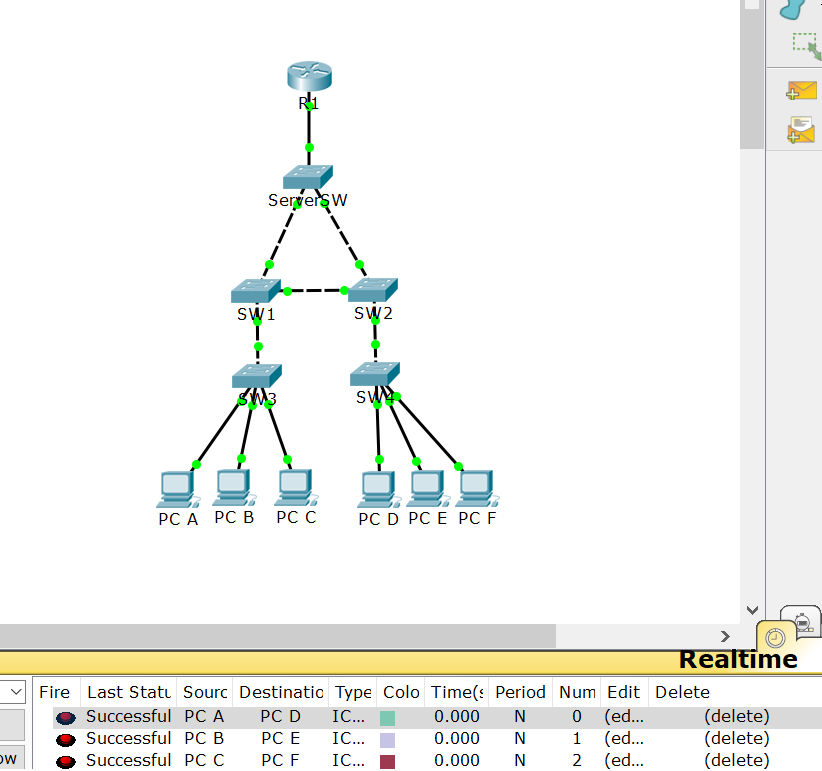 R1
ServerSW
SW1 SW2
SW3 SW4
PC A PC B PC C PC D PC E PC F
Realtime
Fire Last Statu Sourc Destinatic Type Colo Time(s Period Num Edit Delete
Successful PC A PC D IC... 0.000 N 0 (ed... (delete)
Successful PC B PC E IC... 0.000 N 1 (ed... (delete)
ow Successful PC C PC F IC... 0.000 N 2 (ed... (delete)